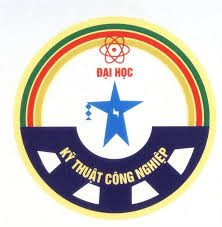 ĐẠI HỌC
KỸ THUẬT CÔNG NGHIỆP